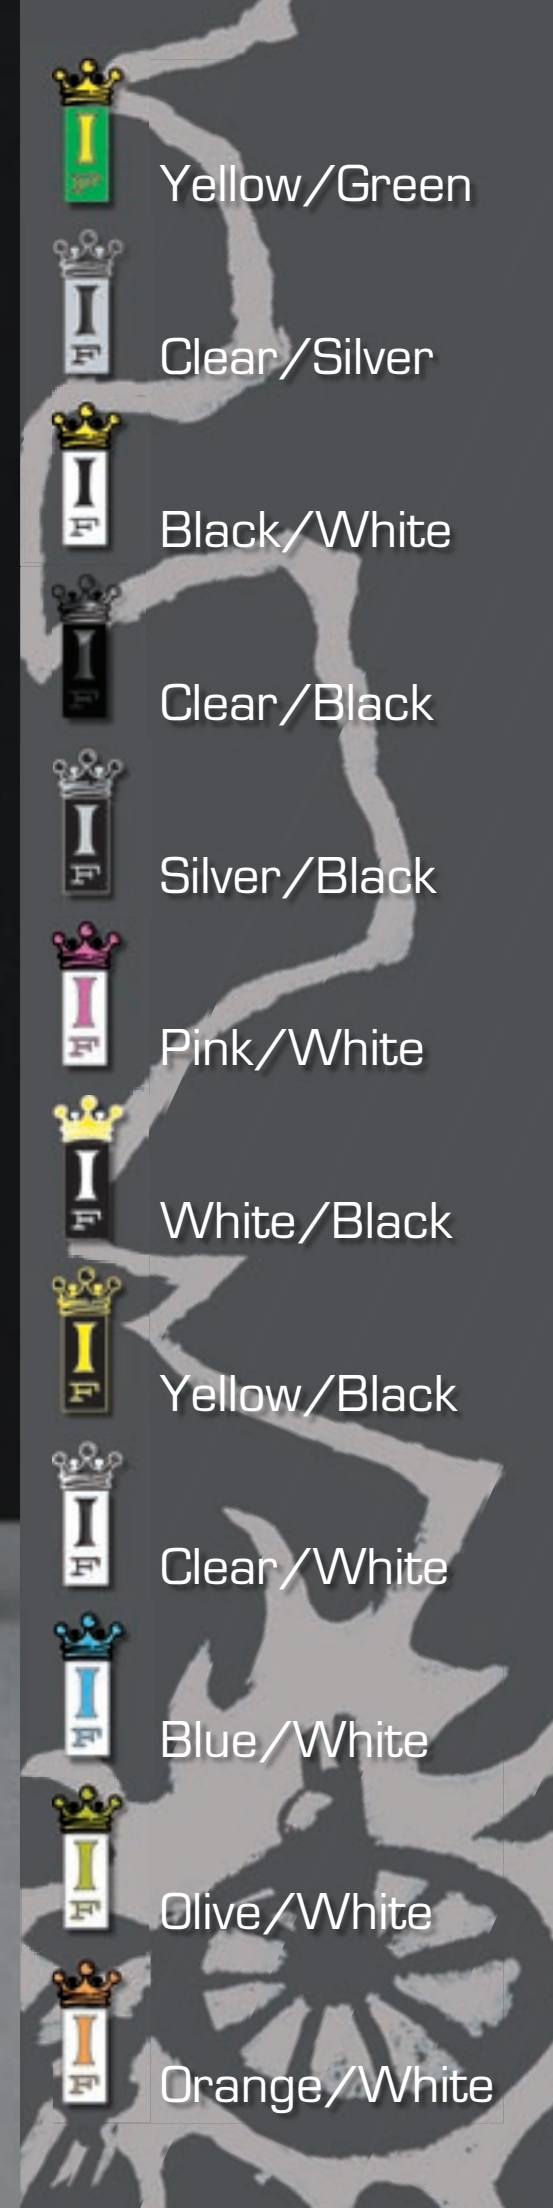 I
F
Yellow/Green
I
F
Clear/Silver
I
F
Black/White
I
F
Clear/Black
I
F
Silver/Black
I
F
Pink/White
I
F
White/Black
I
F
Yellow/Black
I
F
Clear/White
I
F
Blue/White
I
F
Olive/White
I
F
Orange/White